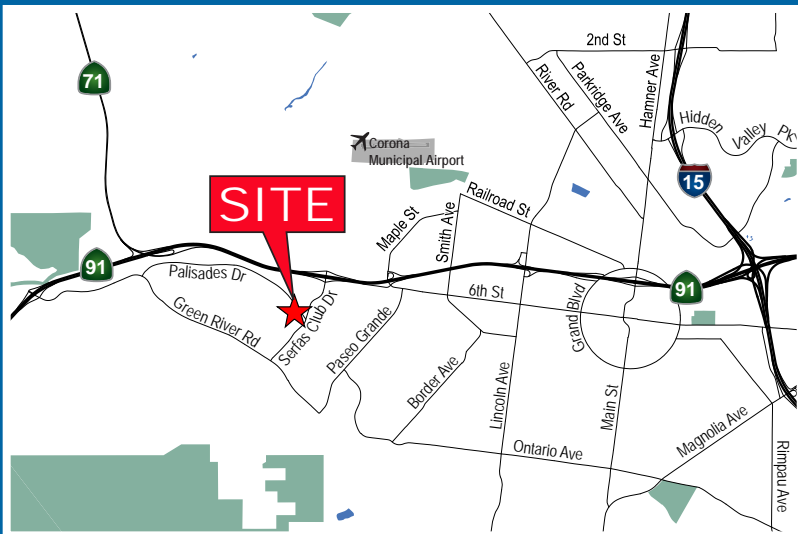 2nd St
71
River Rd
Parkridge Ave
Hamner Ave
Hidden
Valley
Pk
Corona
Municipal Airport
15
SITE
Railroad St
Maple St
Smith Ave
91
Palisades Dr
6th St
91
Green River Rd
Serfas Club Dr
Paseo Grande
Grand Blvd
Border Ave
Lincoln Ave
Main St
Magnolia Ave
Ontario Ave
Rimpau Ave